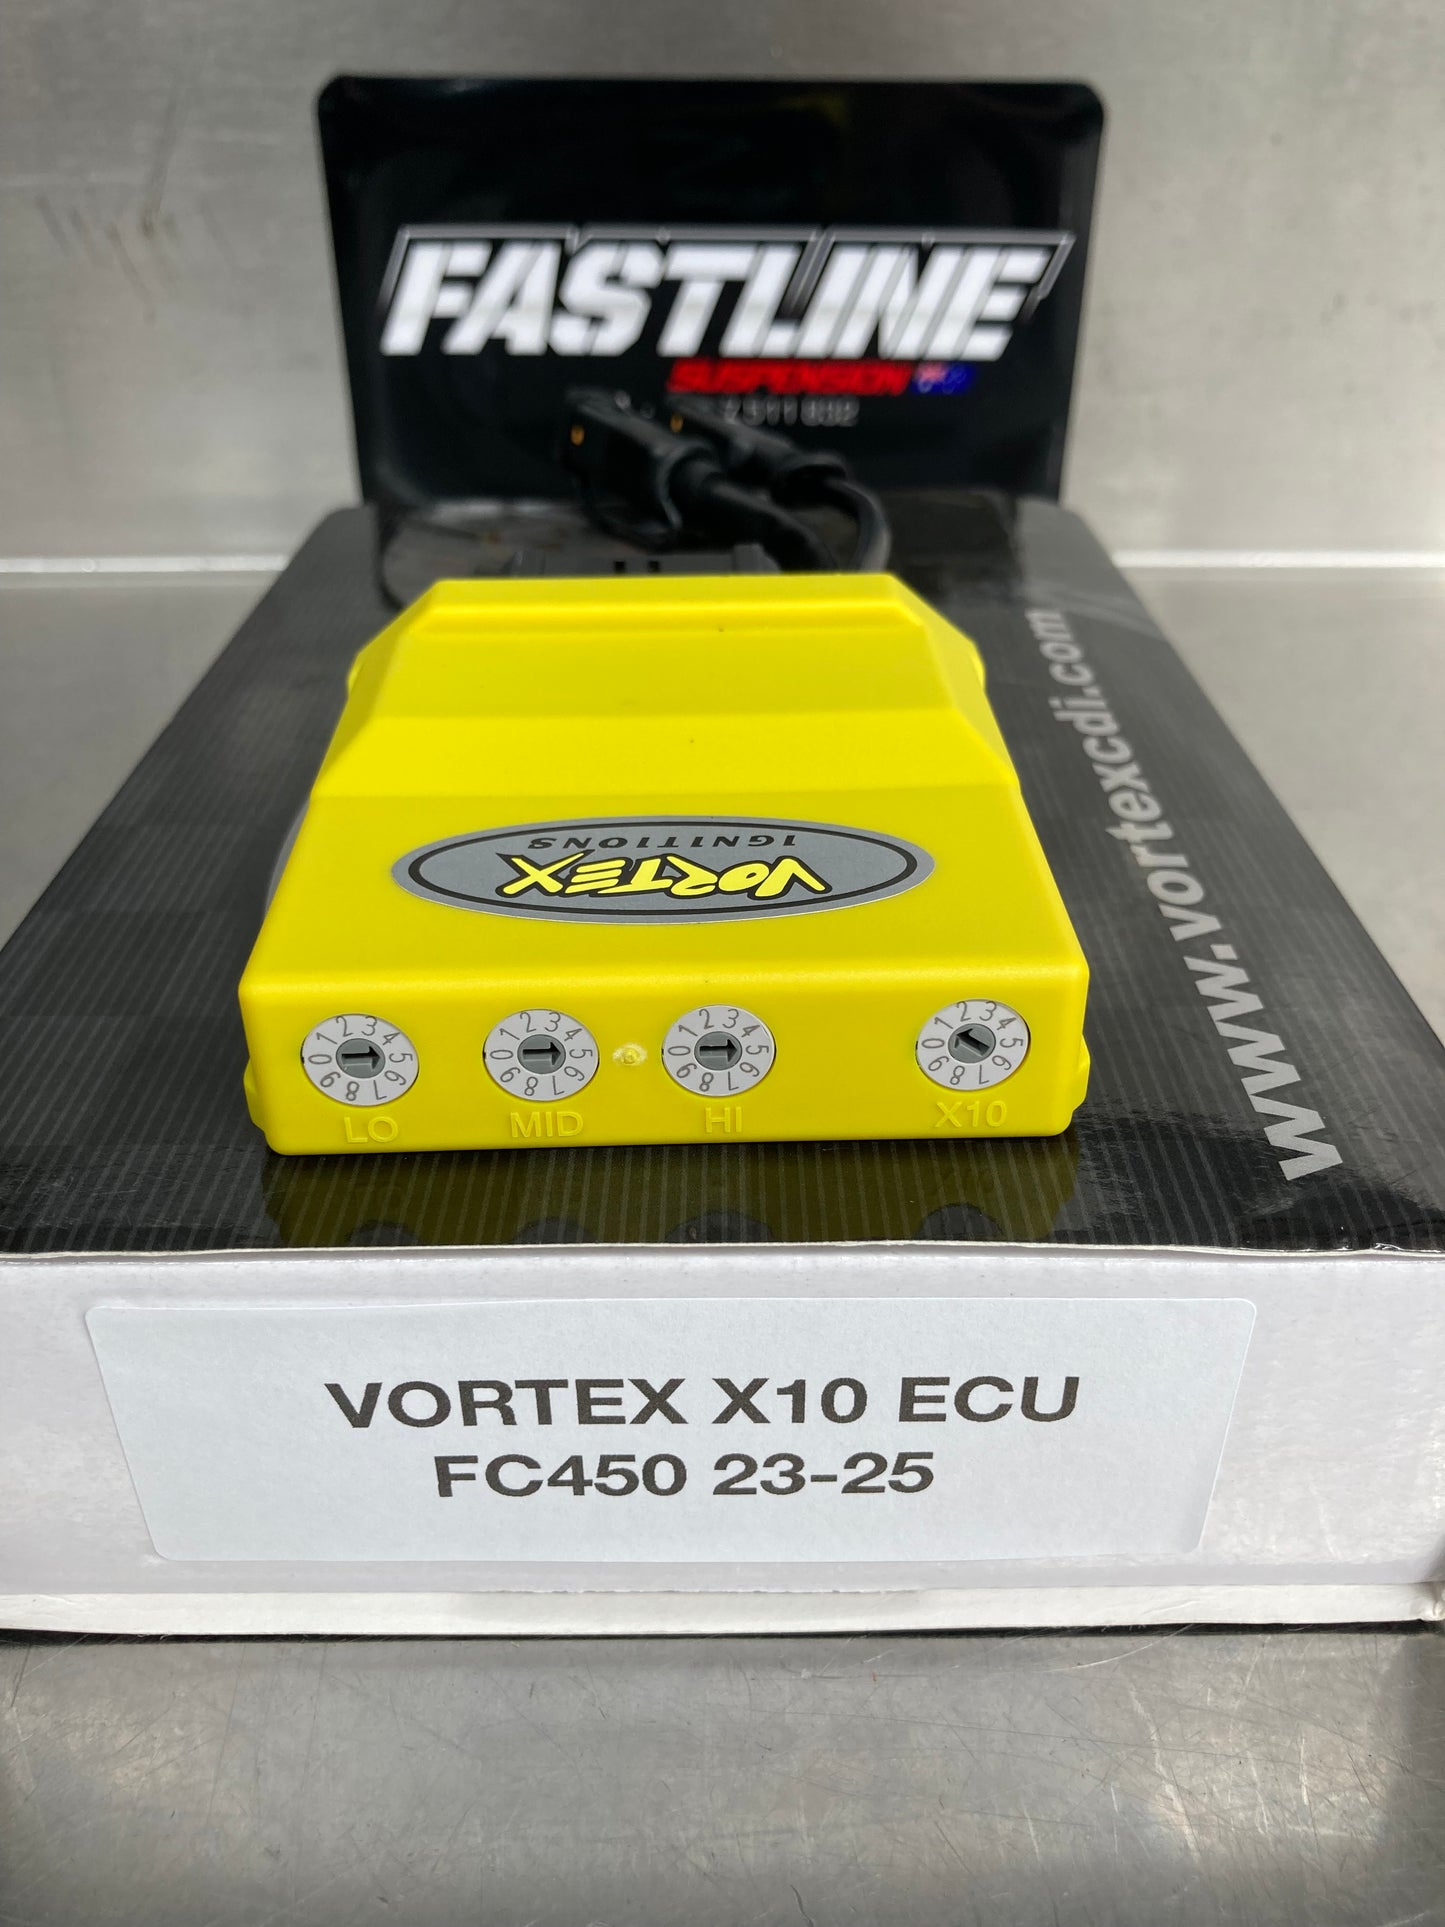 FASTLINE
SUSPENSION
www.vortexcdi.com
VORTEX
IGNITIONS
0 1 2 3 4 5 6 7 8 9
0 1 2 3 4 5 6 7 8 9
0 1 2 3 4 5 6 7 8 9
0 1 2 3 4 5 6 7 8 9
LO MID HI X10
VORTEX X10 ECU
FC450 23-25